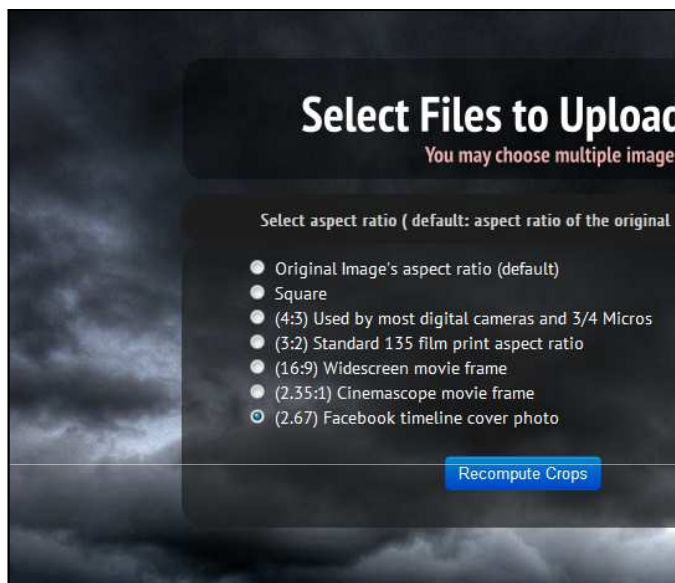 Select Files to Upload
You may choose multiple image
Select aspect ratio ( default: aspect ratio of the original
Original Image's aspect ratio (default)
Square
(4:3) Used by most digital cameras and 3/4 Micros
(3:2) Standard 135 film print aspect ratio
(16:9) Widescreen movie frame
(2.35:1) Cinemascope movie frame
(2.67) Facebook timeline cover photo
Recompute Crops